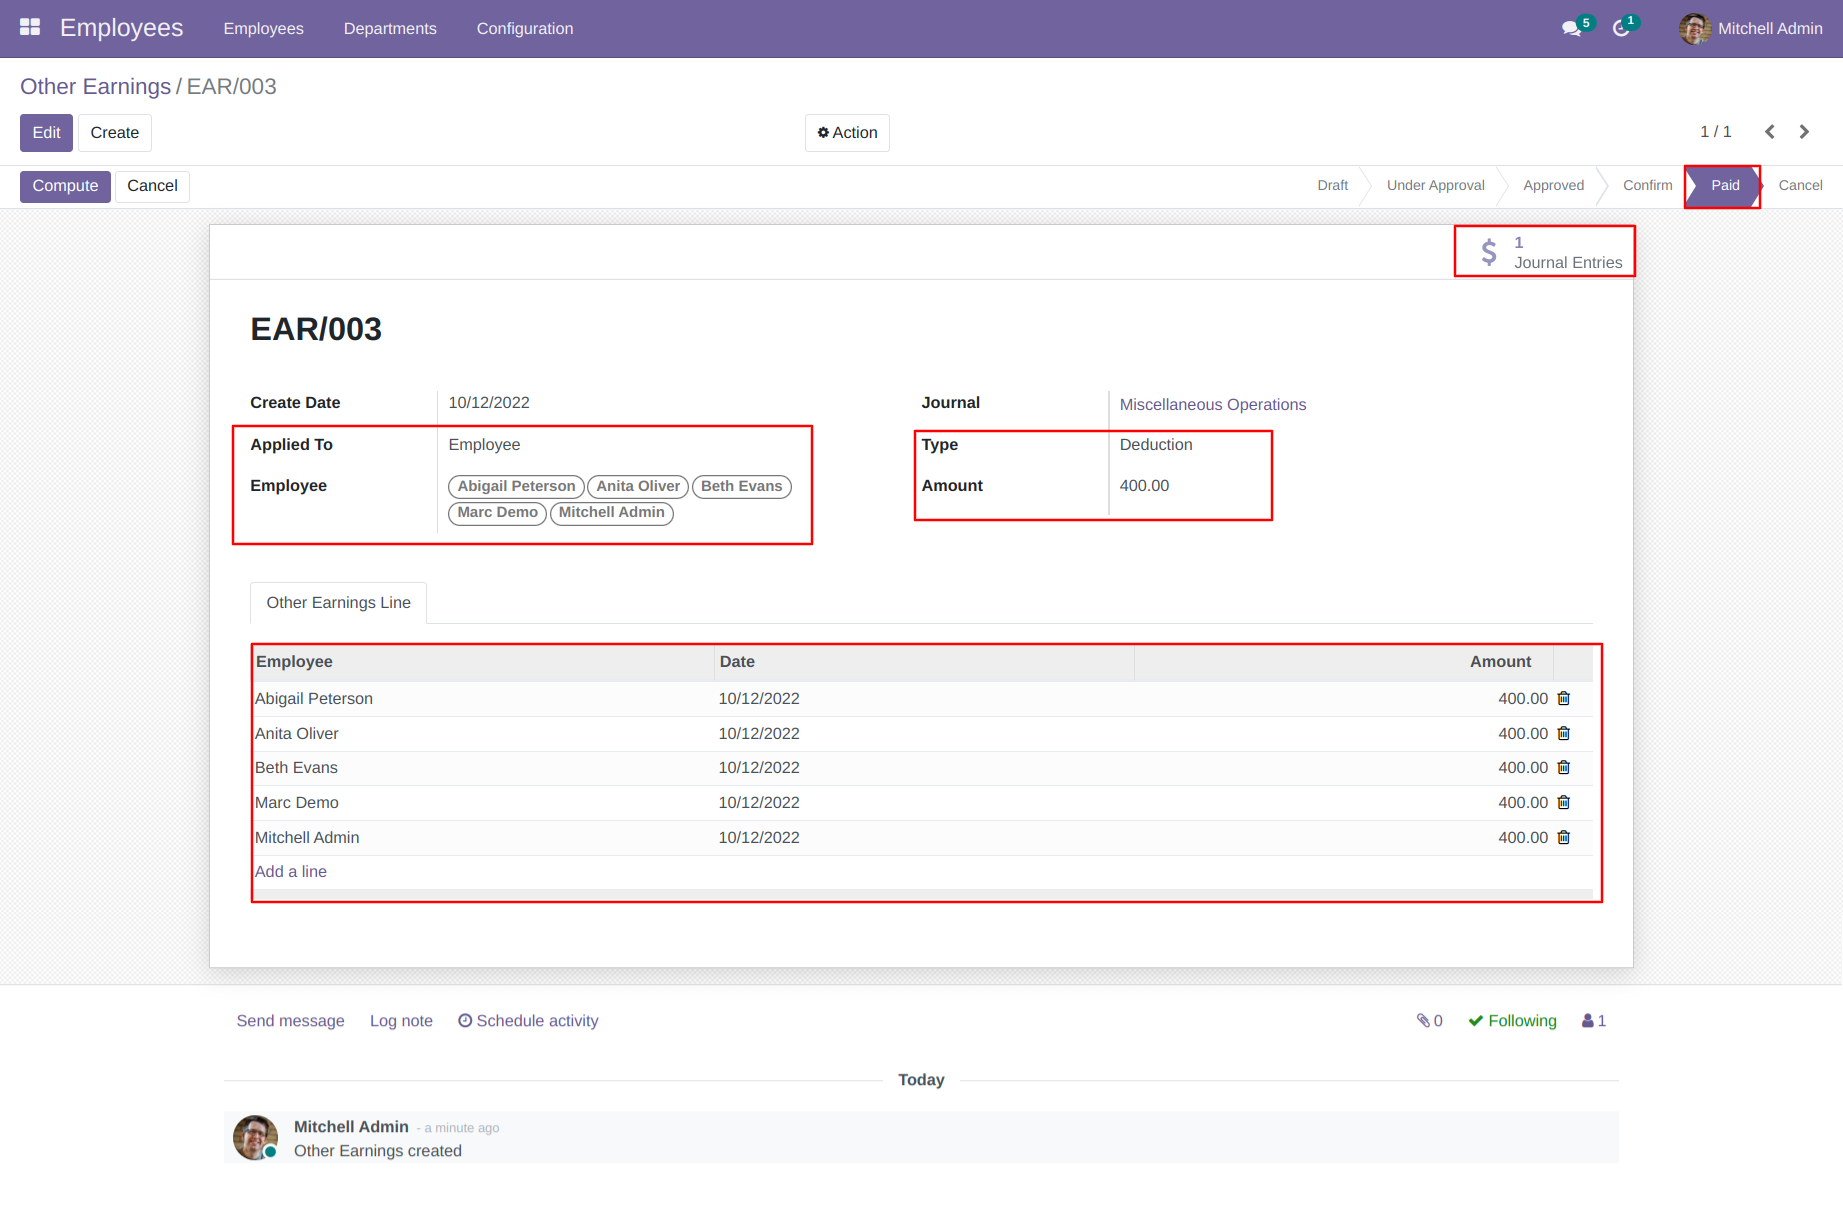 Employees Employees Departments Configuration 5 1 Mitchell Admin
Other Earnings / EAR/003
Edit Create Action 1 / 1
Compute Cancel Draft Under Approval Approved Confirm Paid Cancel
1
Journal Entries
EAR/003
Create Date 10/12/2022 Journal Miscellaneous Operations
Applied To Employee Type Deduction
Employee Abigail Peterson Anita Oliver Beth Evans Amount 400.00
Marc Demo Mitchell Admin
Other Earnings Line
Employee Date Amount
Abigail Peterson 10/12/2022 400.00
Anita Oliver 10/12/2022 400.00
Beth Evans 10/12/2022 400.00
Marc Demo 10/12/2022 400.00
Mitchell Admin 10/12/2022 400.00
Add a line
Send message Log note Schedule activity 0 Following 1
Today
Mitchell Admin - a minute ago
Other Earnings created